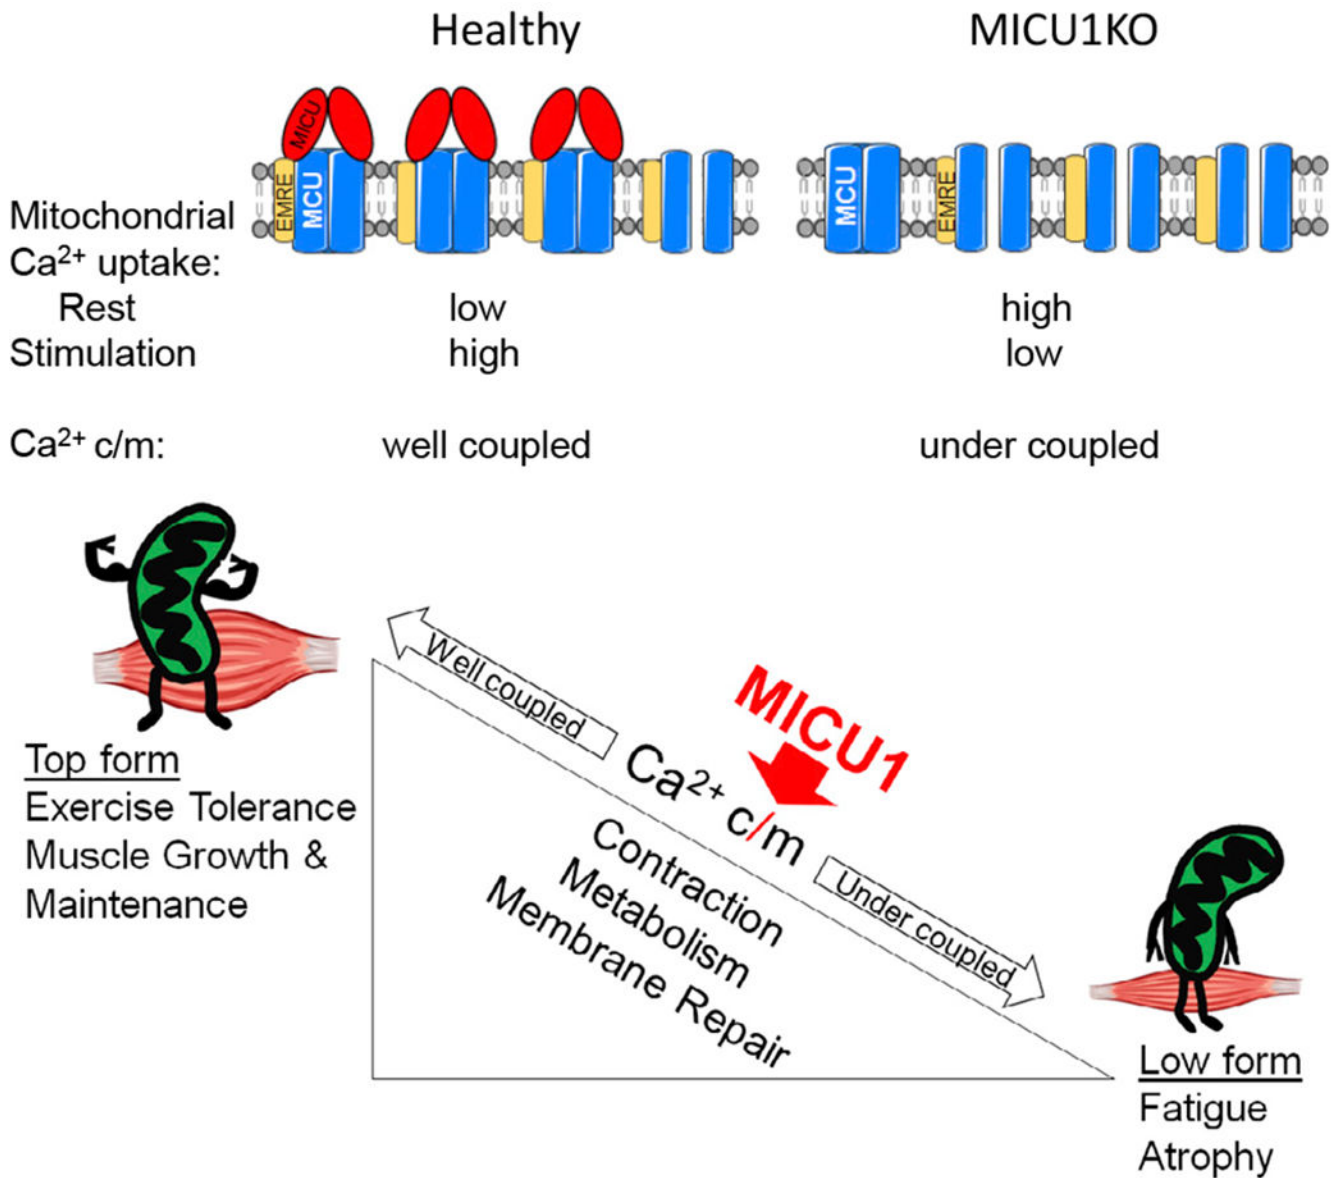 Healthy
MICU1KO
MICU
EMRE
MCU
MCU
EMRE
Mitochondrial
Ca²⁺ uptake:
Rest low high
Stimulation high low
Ca²⁺ c/m: well coupled under coupled
Well coupled
MICU1
Ca²⁺ c/m
Under coupled
Contraction
Metabolism
Membrane Repair
Top form
Exercise Tolerance
Muscle Growth &
Maintenance
Low form
Fatigue
Atrophy